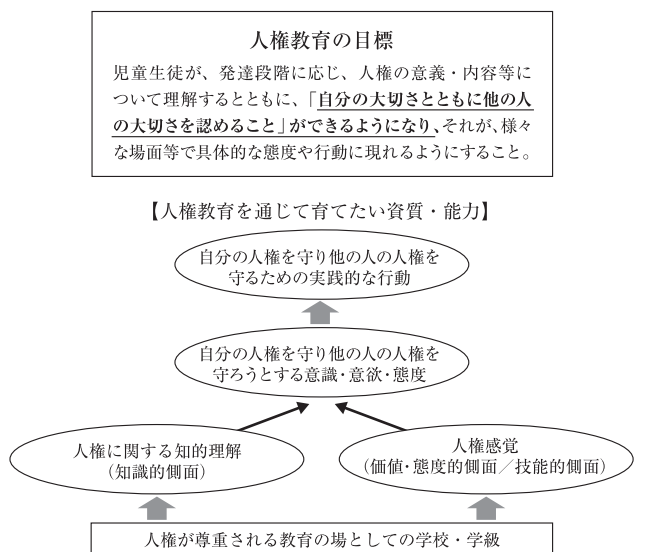 人権教育の目標
児童生徒が、発達段階に応じ、人権の意義・内容等に
ついて理解するとともに、「自分の大切さとともに他の人
の大切さを認めること」ができるようになり、それが、様々
な場面等で具体的な態度や行動に現れるようにすること。
【人権教育を通じて育てたい資質・能力】
自分の人権を守り他の人の人権を
守るための実践的な行動
自分の人権を守り他の人の人権を
守ろうとする意識・意欲・態度
人権に関する知的理解
(知識的側面)
人権感覚
(価値・態度的側面/技能的側面)
人権が尊重される教育の場としての学校・学級